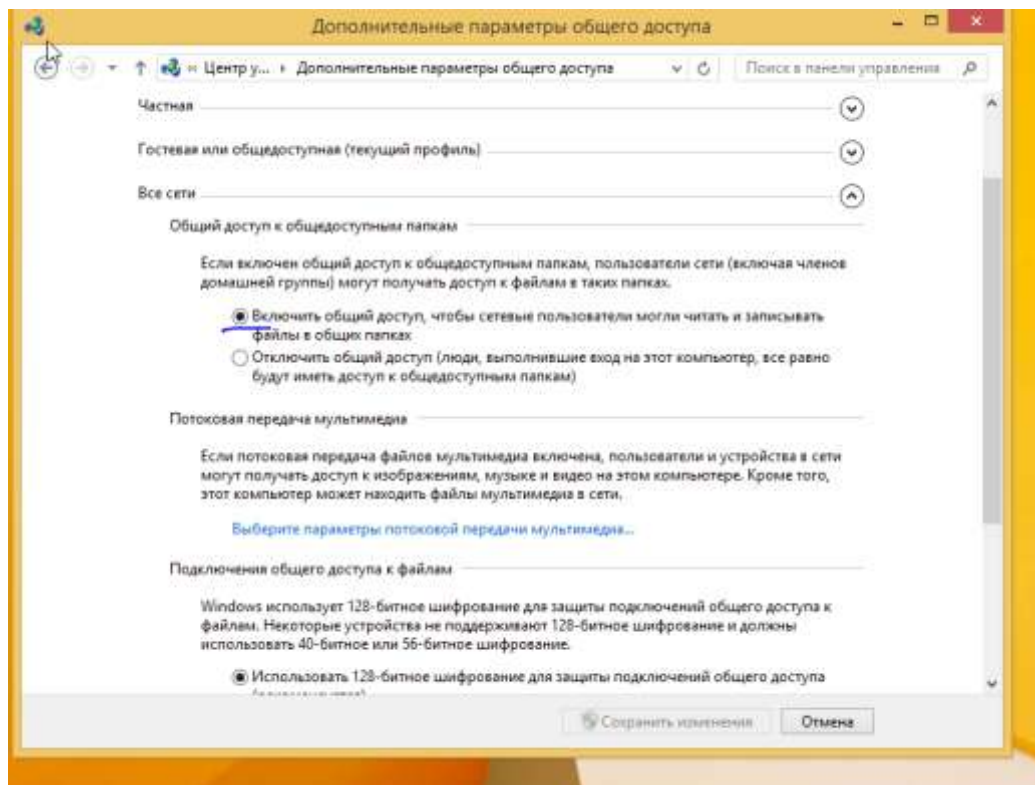 Дополнительные параметры общего доступа
Центр у... Дополнительные параметры общего доступа
Поиск в панели управления
Частная
Гостевая или общедоступная (текущий профиль)
Все сети
Общий доступ к общедоступным папкам
Если включен общий доступ к общедоступным папкам, пользователи сети (включая членов
домашней группы) могут получать доступ к файлам в таких папках.
Включить общий доступ, чтобы сетевые пользователи могли читать и записывать
файлы в общих папках
Отключить общий доступ (люди, выполнившие вход на этот компьютер, все равно
будут иметь доступ к общедоступным папкам)
Потоковая передача мультимедиа
Если потоковая передача файлов мультимедиа включена, пользователи и устройства в сети
могут получать доступ к изображениям, музыке и видео на этом компьютере. Кроме того,
этот компьютер может находить файлы мультимедиа в сети.
Выберите параметры потоковой передачи мультимедиа...
Подключения общего доступа к файлам
Windows использует 128-битное шифрование для защиты подключений общего доступа к
файлам. Некоторые устройства не поддерживают 128-битное шифрование и должны
использовать 40-битное или 56-битное шифрование.
Использовать 128-битное шифрование для защиты подключений общего доступа
Сохранить изменения
Отмена